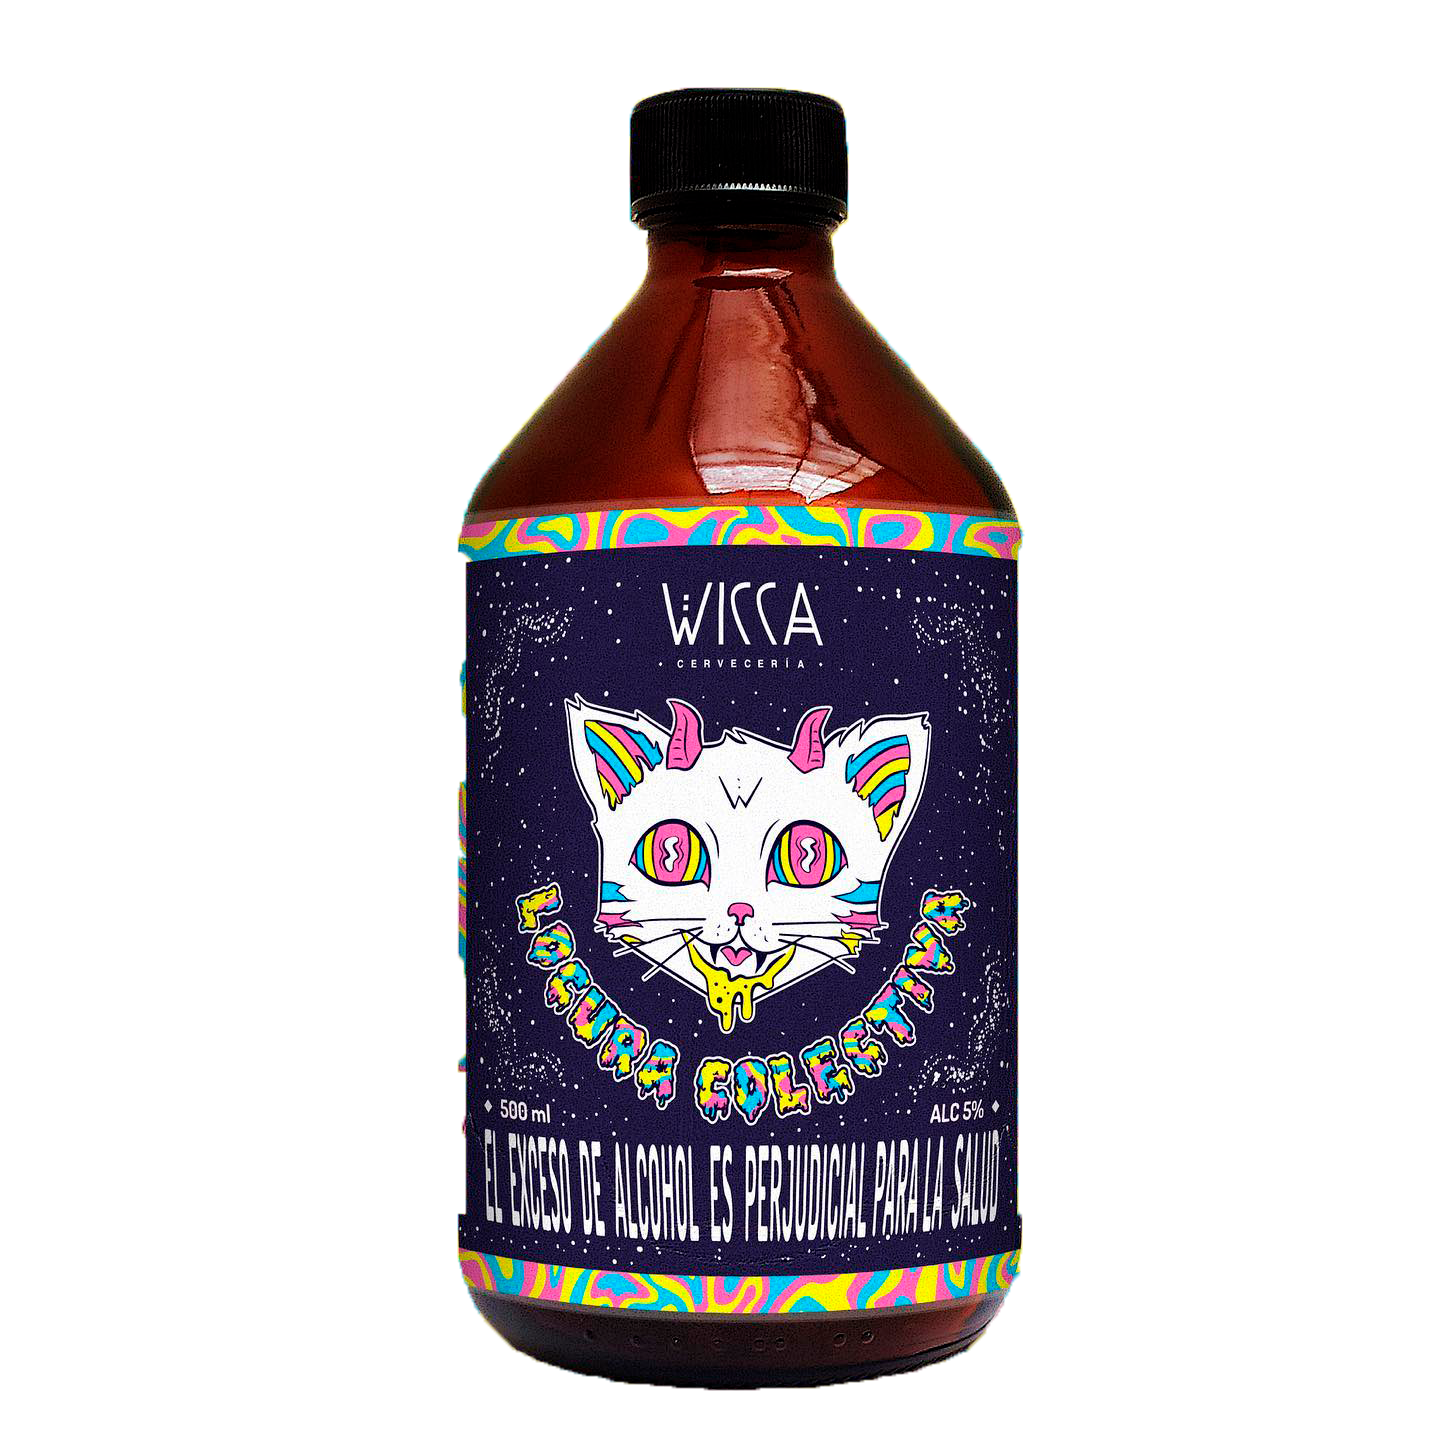 WICCA
• CERVECERÍA •
W
LOCURA COLECTIVA
500 ml
ALC 5%
EL EXCESO DE ALCOHOL ES PERJUDICIAL PARA LA SALUD